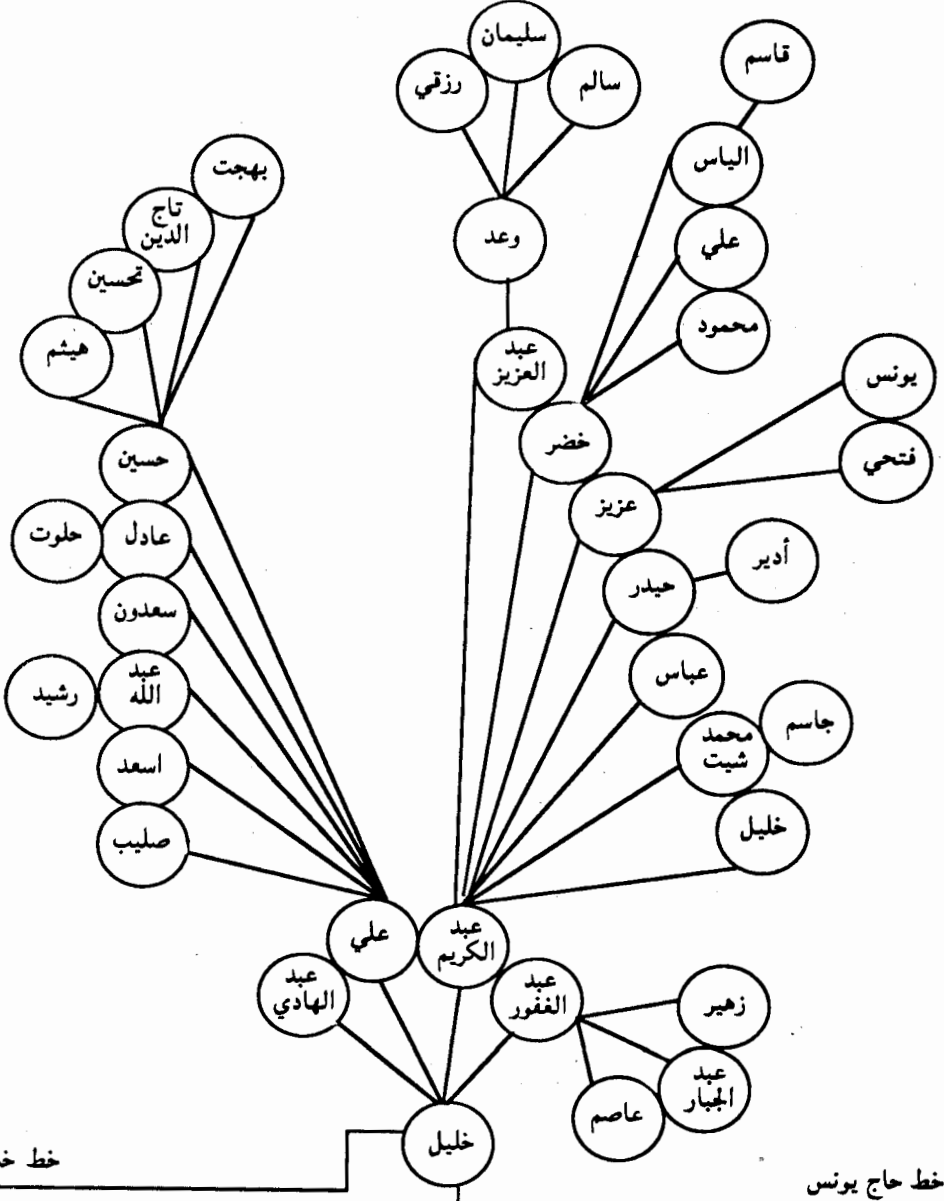 سليمان
رزقي
سالم
قاسم
الياس
بهجت
تاج
الدين
وعد
علي
تحسين
محمود
هيثم
عبد
العزيز
يونس
خضر
حسين
فتحي
عزيز
حلوت
عادل
أدير
حيدر
سعدون
عباس
رشيد
عبد
الله
جاسم
محمد
شيت
اسعد
خليل
صليب
علي
عبد
الكريم
عبد
الهادي
عبد
الغفور
زهير
عبد
الجبار
عاصم
خليل
خط
خط حاج يونس